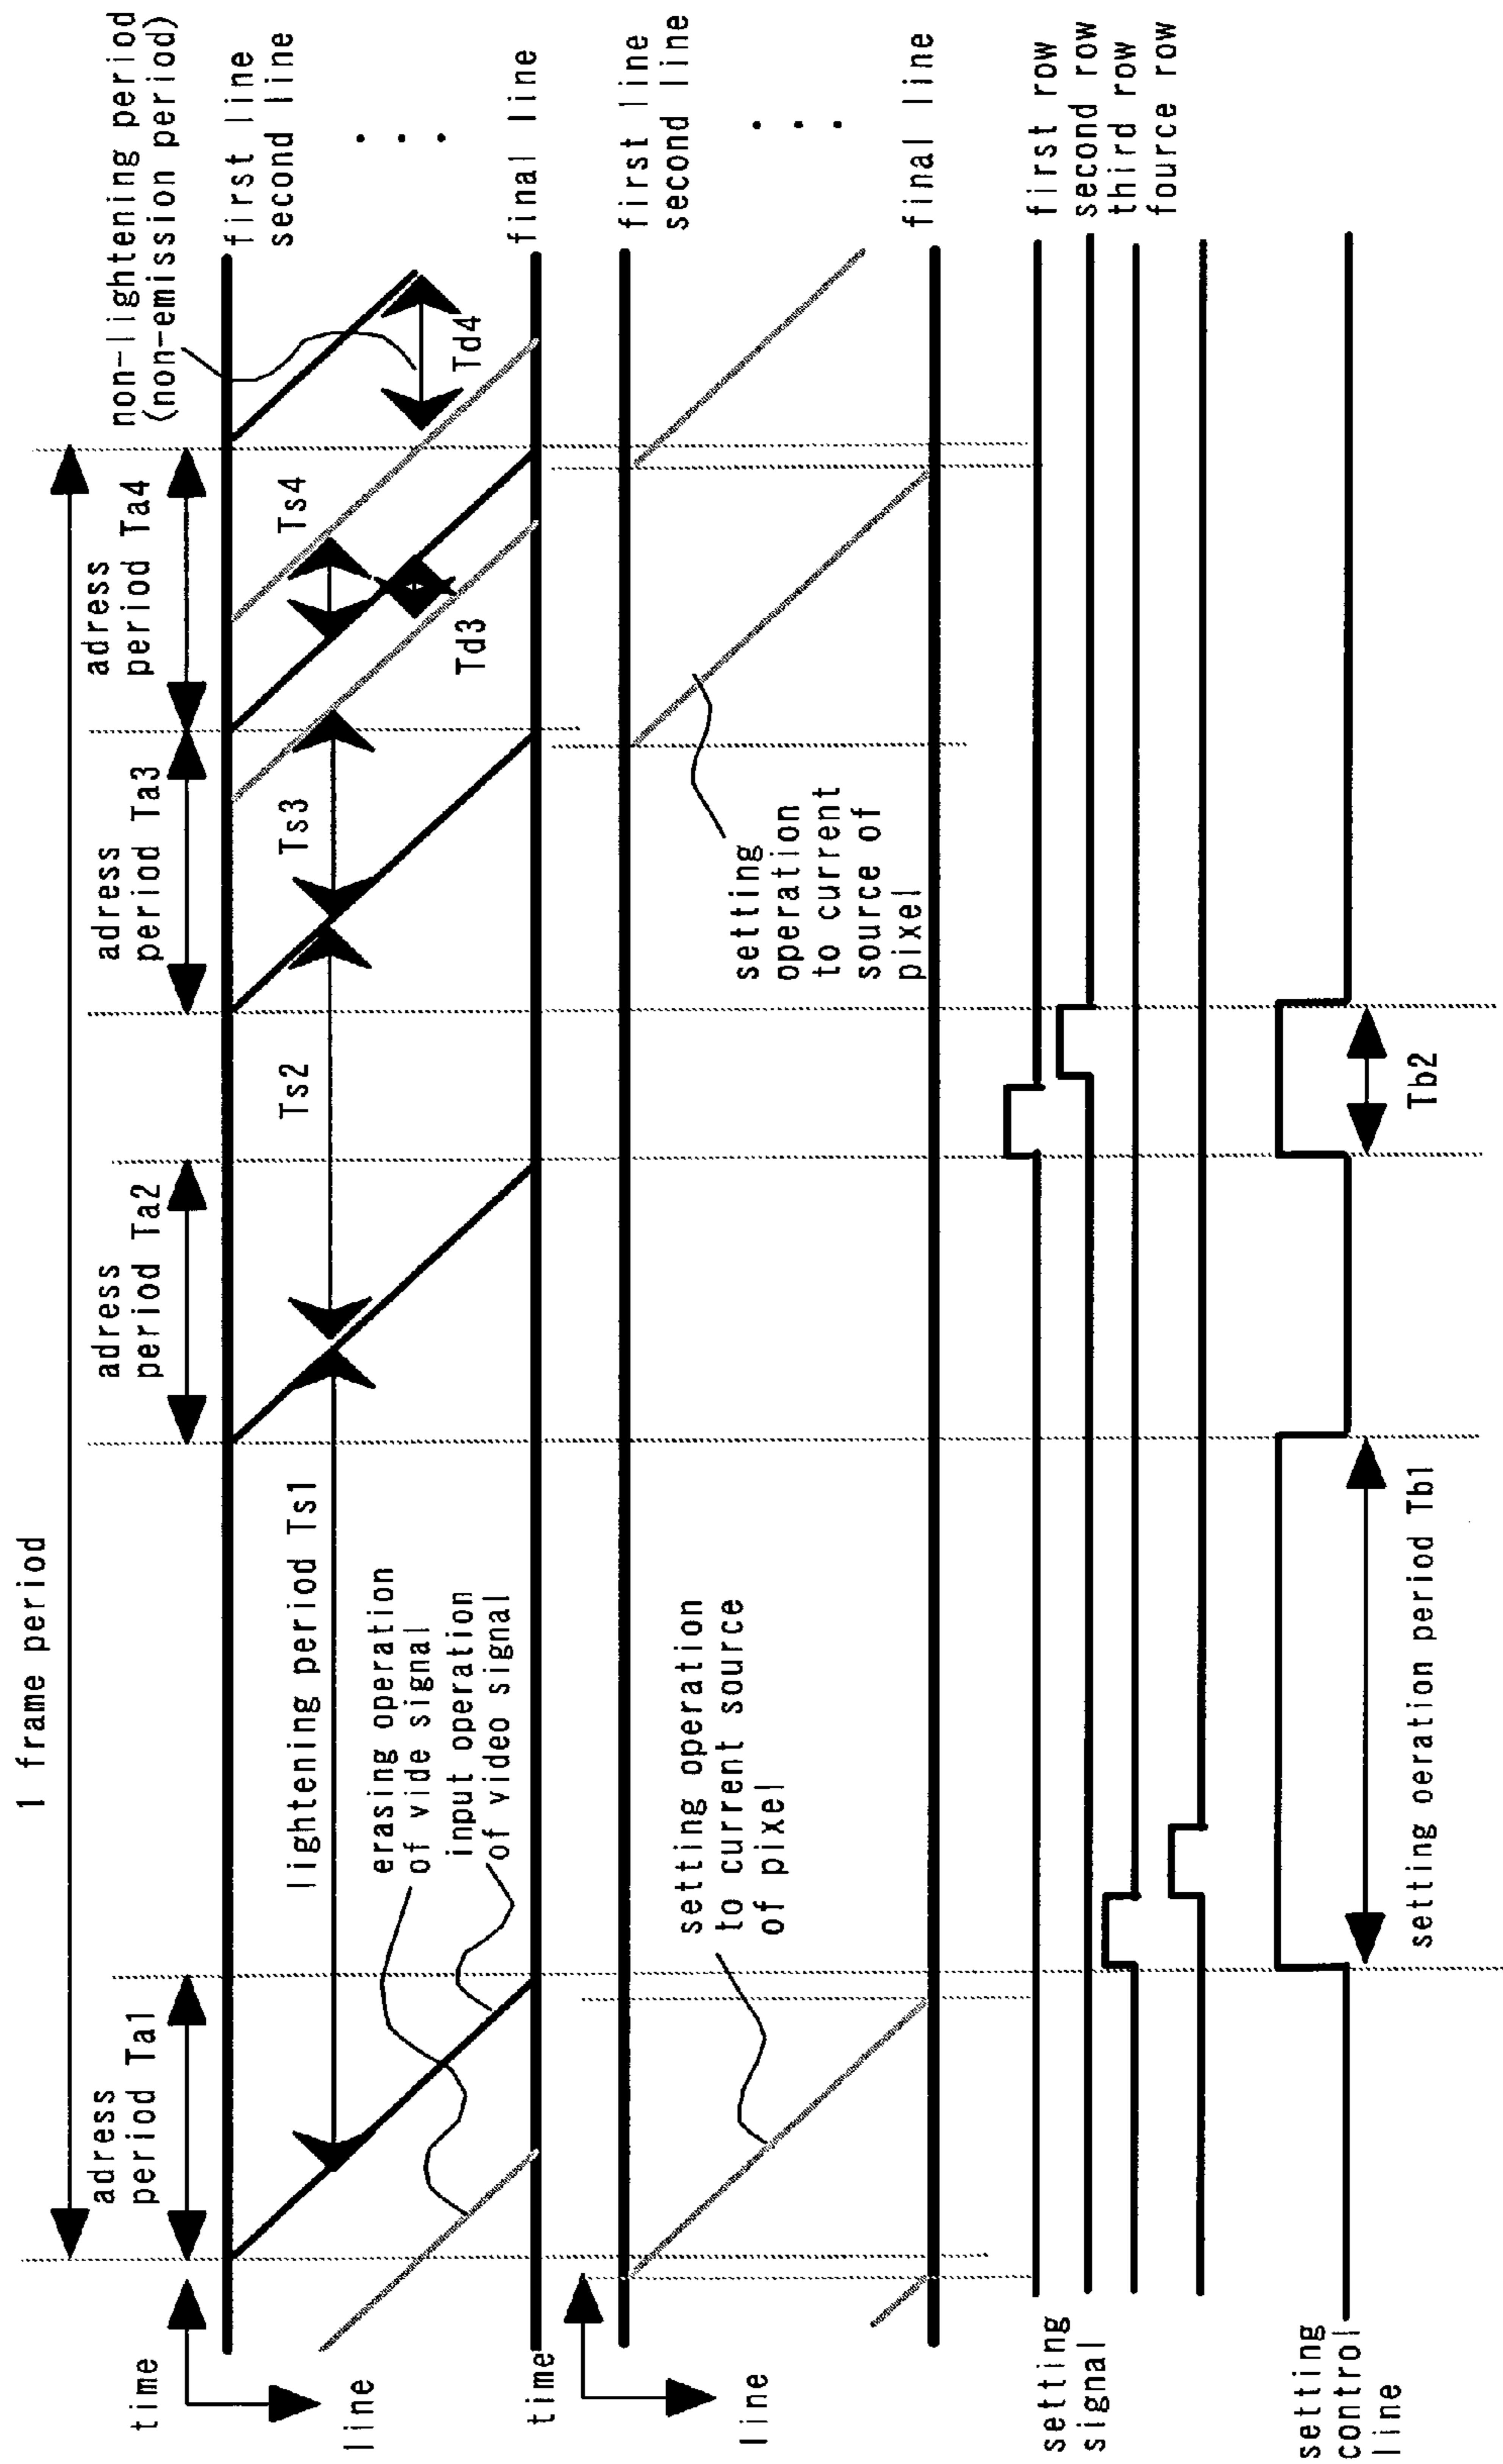 1 frame period
adress
period Ta1
adress
period Ta2
adress
period Ta3
adress
period Ta4
non-lightening period
(non-emission period)
time
line
lightening period Ts1
Ts2
Ts3
Ts4
Td3
Td4
first line
second line
final line
erasing operation
of vide signal
input operation
of video signal
time
line
first line
second line
final line
setting operation
to current source
of pixel
setting
operation
to current
source of
pixel
setting
signal
first row
second row
third row
fource row
setting
control
line
setting oeration period Tb1
Tb2